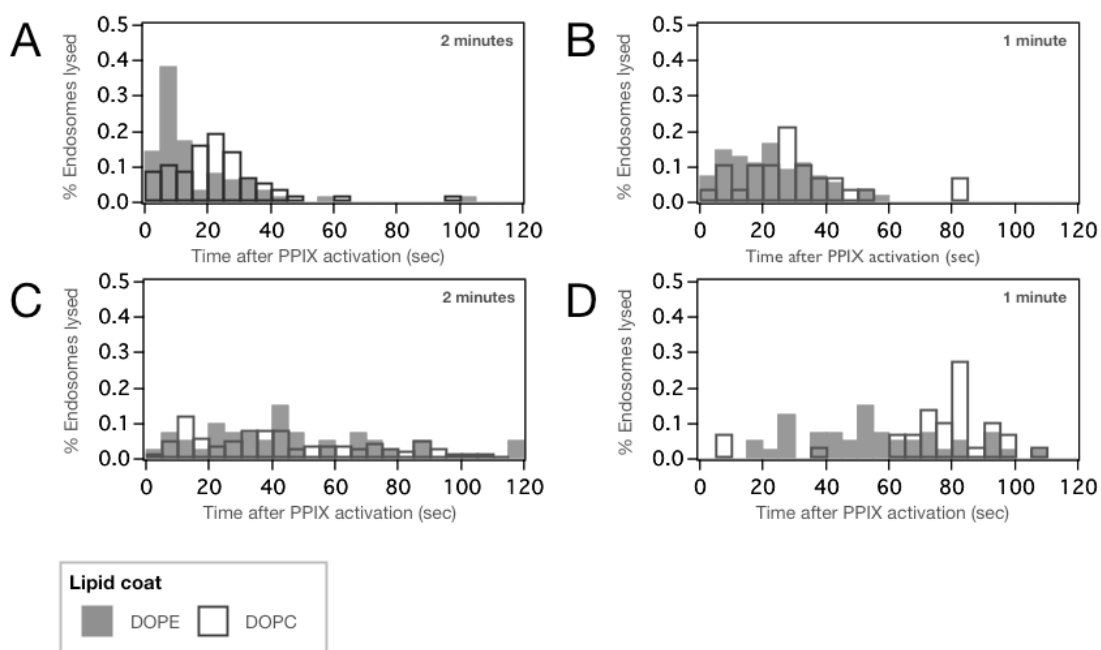 A
% Endosomes lysed
0.5
0.4
0.3
0.2
0.1
0.0
2 minutes
0 20 40 60 80 100 120
Time after PPIX activation (sec)
B
% Endosomes lysed
0.5
0.4
0.3
0.2
0.1
0.0
1 minute
0 20 40 60 80 100 120
Time after PPIX activation (sec)
C
% Endosomes lysed
0.5
0.4
0.3
0.2
0.1
0.0
2 minutes
0 20 40 60 80 100 120
Time after PPIX activation (sec)
D
% Endosomes lysed
0.5
0.4
0.3
0.2
0.1
0.0
1 minute
0 20 40 60 80 100 120
Time after PPIX activation (sec)
Lipid coat
DOPE DOPC